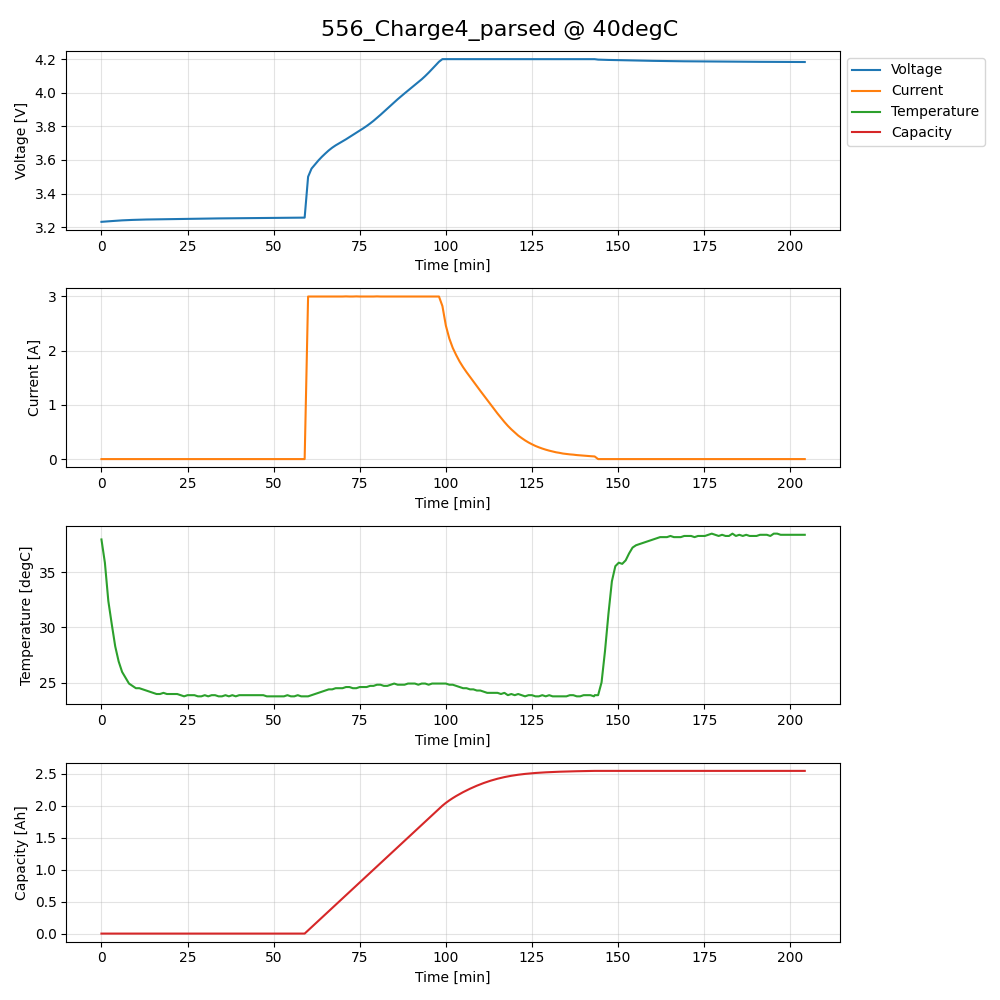 556_Charge4_parsed @ 40degC
Voltage [V]
4.2
4.0
3.8
3.6
3.4
3.2
0 25 50 75 100 125 150 175 200
Time [min]
Voltage
Current
Temperature
Capacity
Current [A]
3
2
1
0
0 25 50 75 100 125 150 175 200
Time [min]
Temperature [degC]
35
30
25
0 25 50 75 100 125 150 175 200
Time [min]
Capacity [Ah]
2.5
2.0
1.5
1.0
0.5
0.0
0 25 50 75 100 125 150 175 200
Time [min]